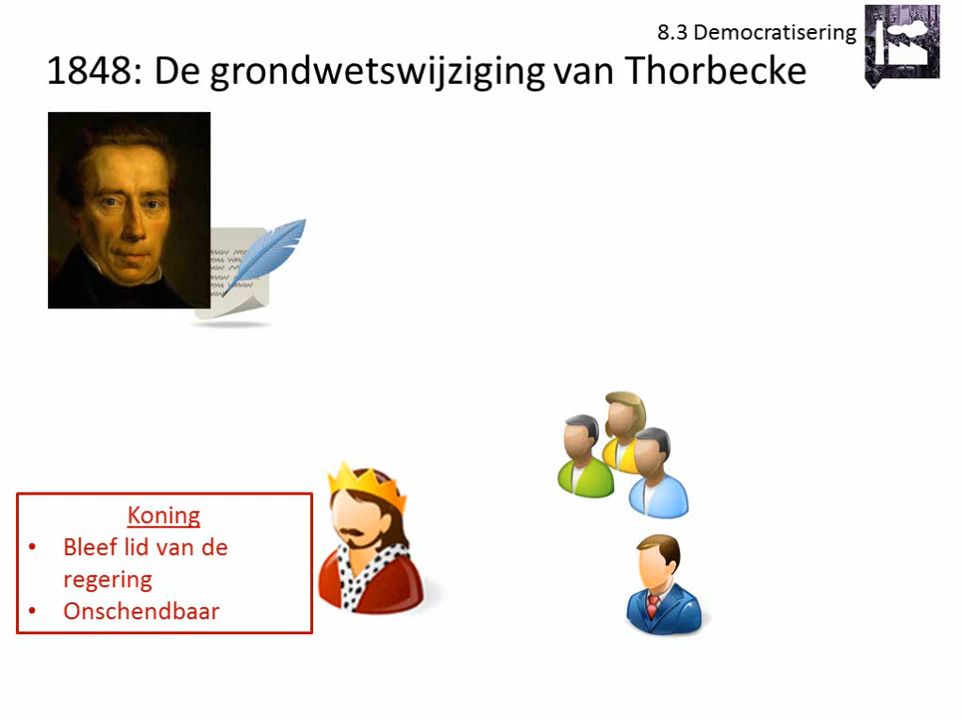 8.3 Democratisering
1848: De grondwetswijziging van Thorbecke
Koning
• Bleef lid van de
regering
• Onschendbaar